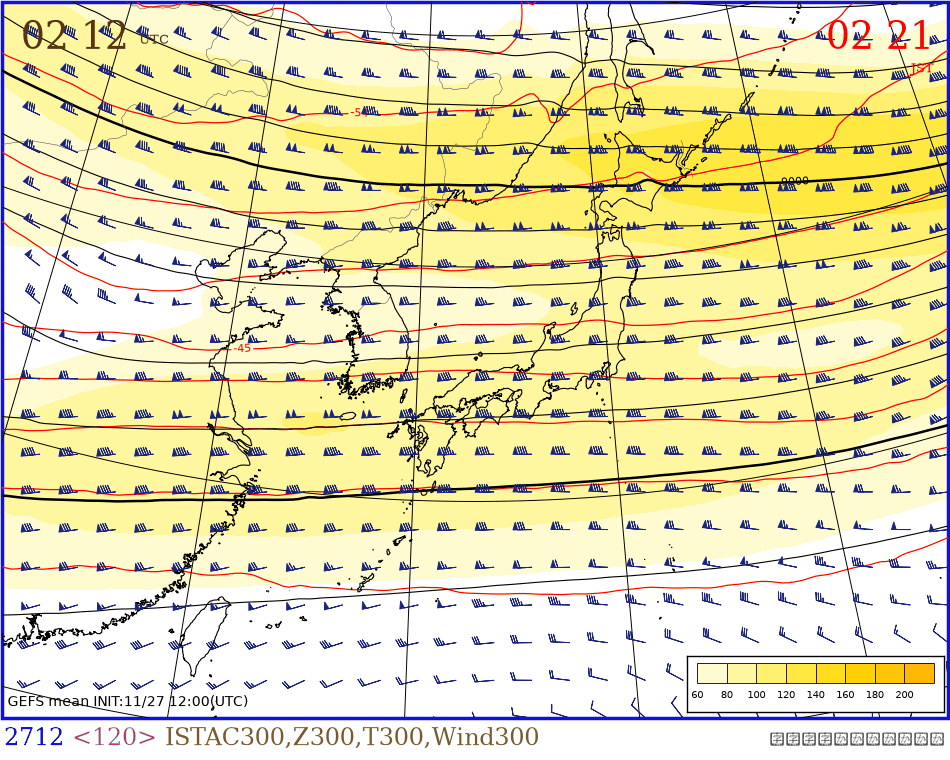 02 12 UTC
02 21
JST
-54
9000
-45
GEFS mean INIT:11/27 12:00(UTC)
60 80 100 120 140 160 180 200
2712 <120> ISTAC300,Z300,T300,Wind300